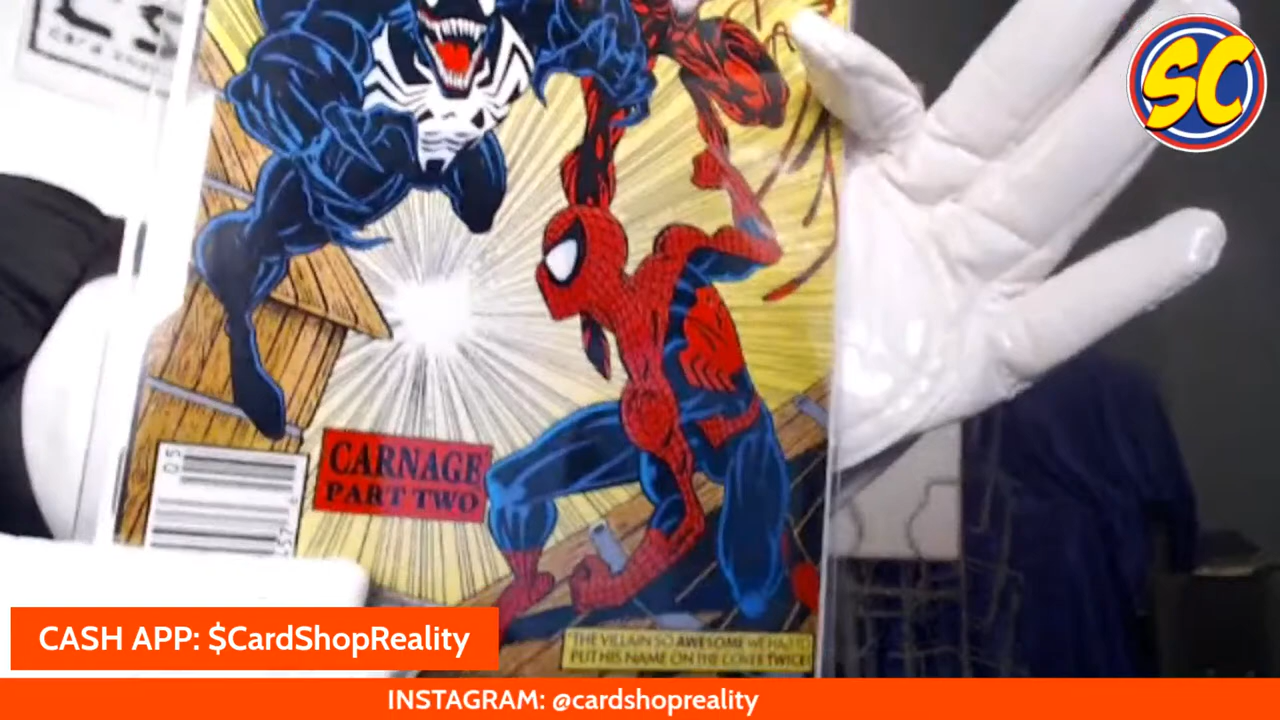 SC
05
CARNAGE
PART TWO
"THE VILLAIN SO AWESOME WE HAD TO
PUT HIS NAME ON THE COVER TWICE!
CASH APP: $CardShopReality
INSTAGRAM: @cardshopreality